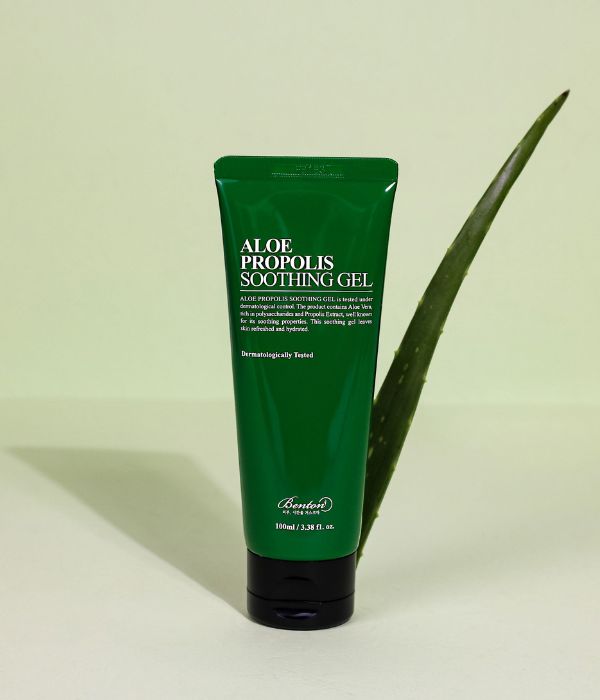 ALOE
PROPOLIS
SOOTHING GEL
ALOE PROPOLIS SOOTHING GEL is tested under
dermatological control. The product contains Aloe Vera,
rich in polysaccharides and Propolis Extract, well known
for its soothing properties. This soothing gel leaves
skin refreshed and hydrated.
Dermatologically Tested
Benton
100ml / 3.38 fl. oz.